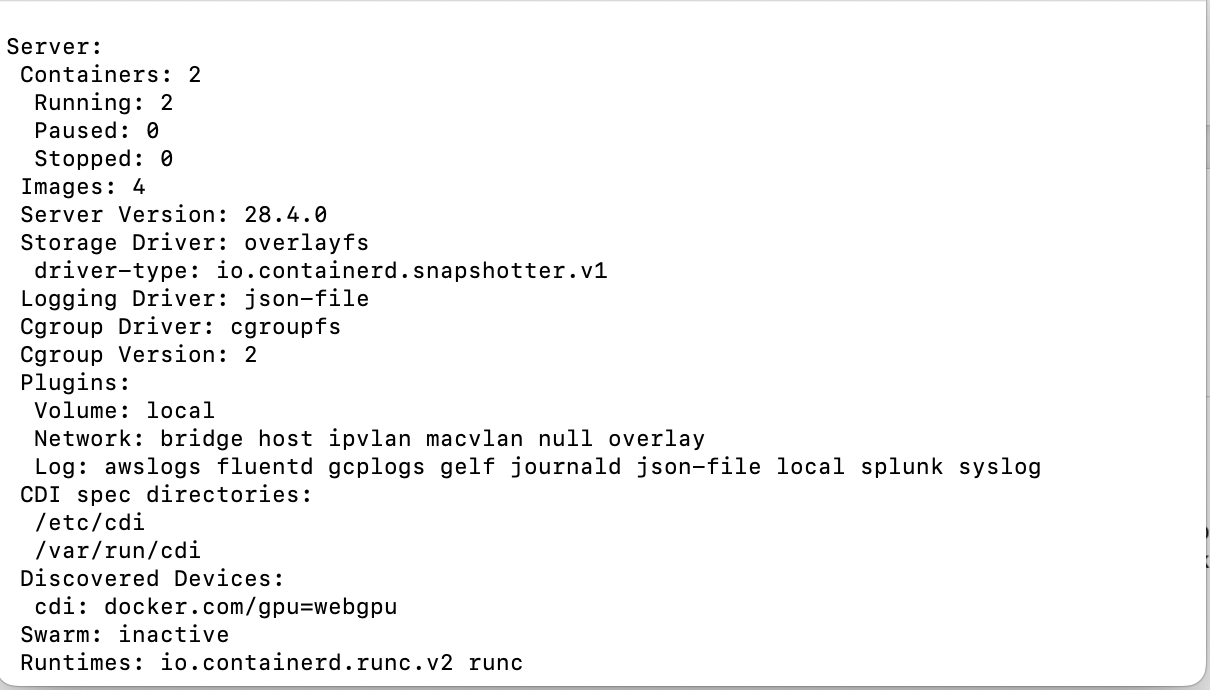 Server:
 Containers: 2
  Running: 2
  Paused: 0
  Stopped: 0
 Images: 4
 Server Version: 28.4.0
 Storage Driver: overlayfs
  driver-type: io.containerd.snapshotter.v1
 Logging Driver: json-file
 Cgroup Driver: cgroupfs
 Cgroup Version: 2
 Plugins:
  Volume: local
  Network: bridge host ipvlan macvlan null overlay
  Log: awslogs fluentd gcplogs gelf journald json-file local splunk syslog
 CDI spec directories:
  /etc/cdi
  /var/run/cdi
 Discovered Devices:
  cdi: docker.com/gpu=webgpu
 Swarm: inactive
 Runtimes: io.containerd.runc.v2 runc